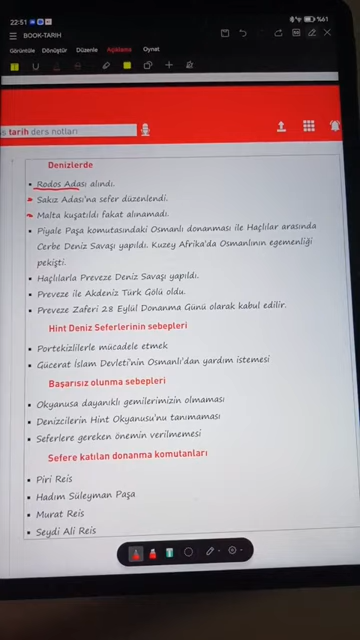 22:51
%61
BOOK-TARIH
Görüntüle Dönüştür Düzenle Açıklama Oynat
s tarih ders notları
Denizlerde
• Rodos Adası alındı.
• Sakız Adası'na sefer düzenlendi.
• Malta kuşatıldı fakat alınamadı.
• Piyale Paşa komutasındaki Osmanlı donanması ile Haçlılar arasında
Cerbe Deniz Savaşı yapıldı. Kuzey Afrika'da Osmanlının egemenliği
pekişti.
• Haçlılarla Preveze Deniz Savaşı yapıldı.
• Preveze ile Akdeniz Türk Gölü oldu.
• Preveze Zaferi 28 Eylül Donanma Günü olarak kabul edilir.
Hint Deniz Seferlerinin sebepleri
• Portekizlilerle mücadele etmek
• Gücerat İslam Devleti'nin Osmanlı'dan yardım istemesi
Başarısız olunma sebepleri
• Okyanusa dayanıklı gemilerimizin olmaması
• Denizcilerin Hint Okyanusu'nu tanımaması
• Seferlere gereken önemin verilmemesi
Sefere katılan donanma komutanları
• Piri Reis
• Hadım Süleyman Paşa
• Murat Reis
• Seydi Ali Reis